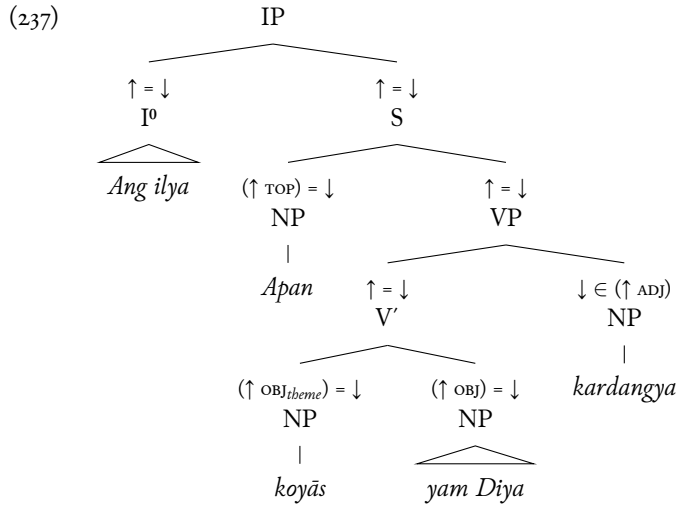 (237) IP
↑ = ↓ ↑ = ↓
I⁰ S
Ang ilya (↑ TOP) = ↓ ↑ = ↓
NP VP
Apan ↑ = ↓ ↓ ∈ (↑ ADJ)
V′ NP
(↑ OBJtheme) = ↓ (↑ OBJ) = ↓ kardangya
NP NP
koyās yam Diya